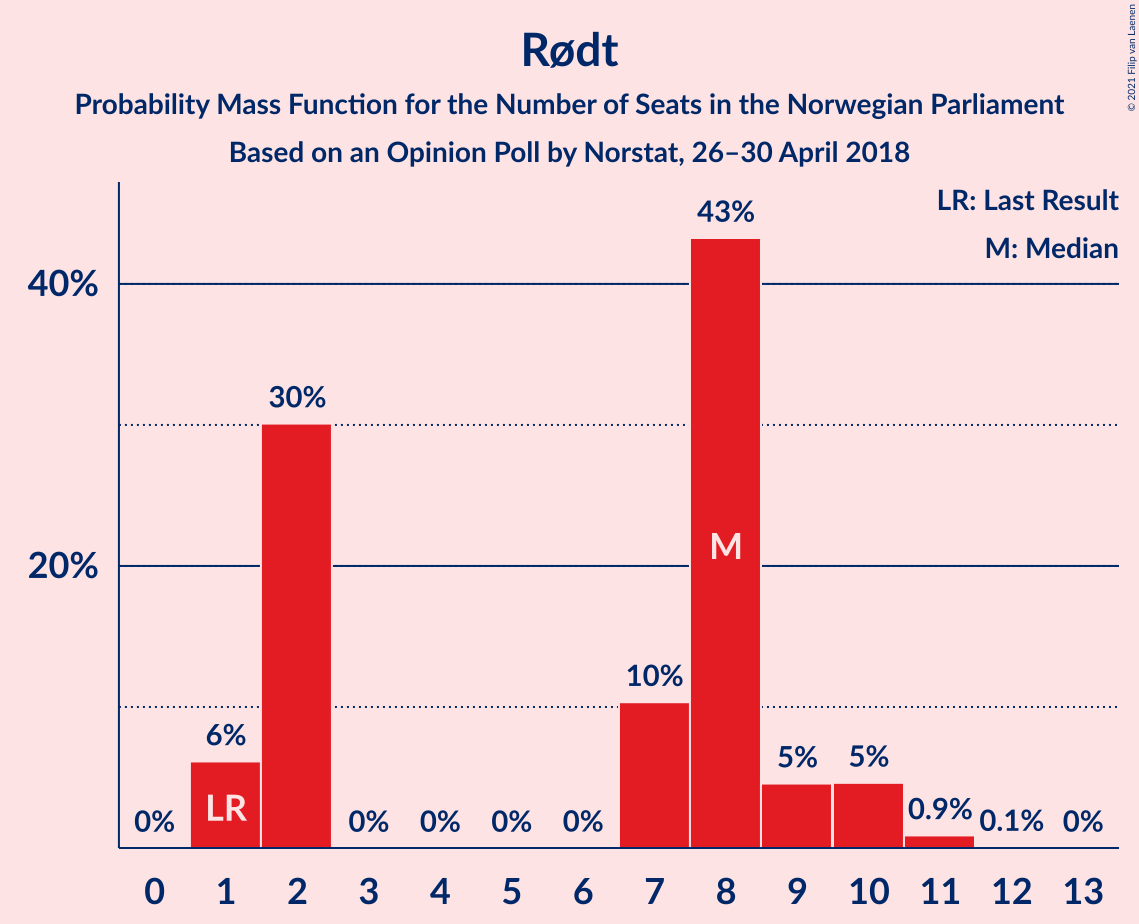 Rødt
Probability Mass Function for the Number of Seats in the Norwegian Parliament
Based on an Opinion Poll by Norstat, 26–30 April 2018
© 2021 Filip van Laenen
LR: Last Result
M: Median
40%
20%
0%
6%
30%
0%
0%
0%
0%
10%
43%
5%
5%
0.9%
0.1%
0%
LR
M
0 1 2 3 4 5 6 7 8 9 10 11 12 13